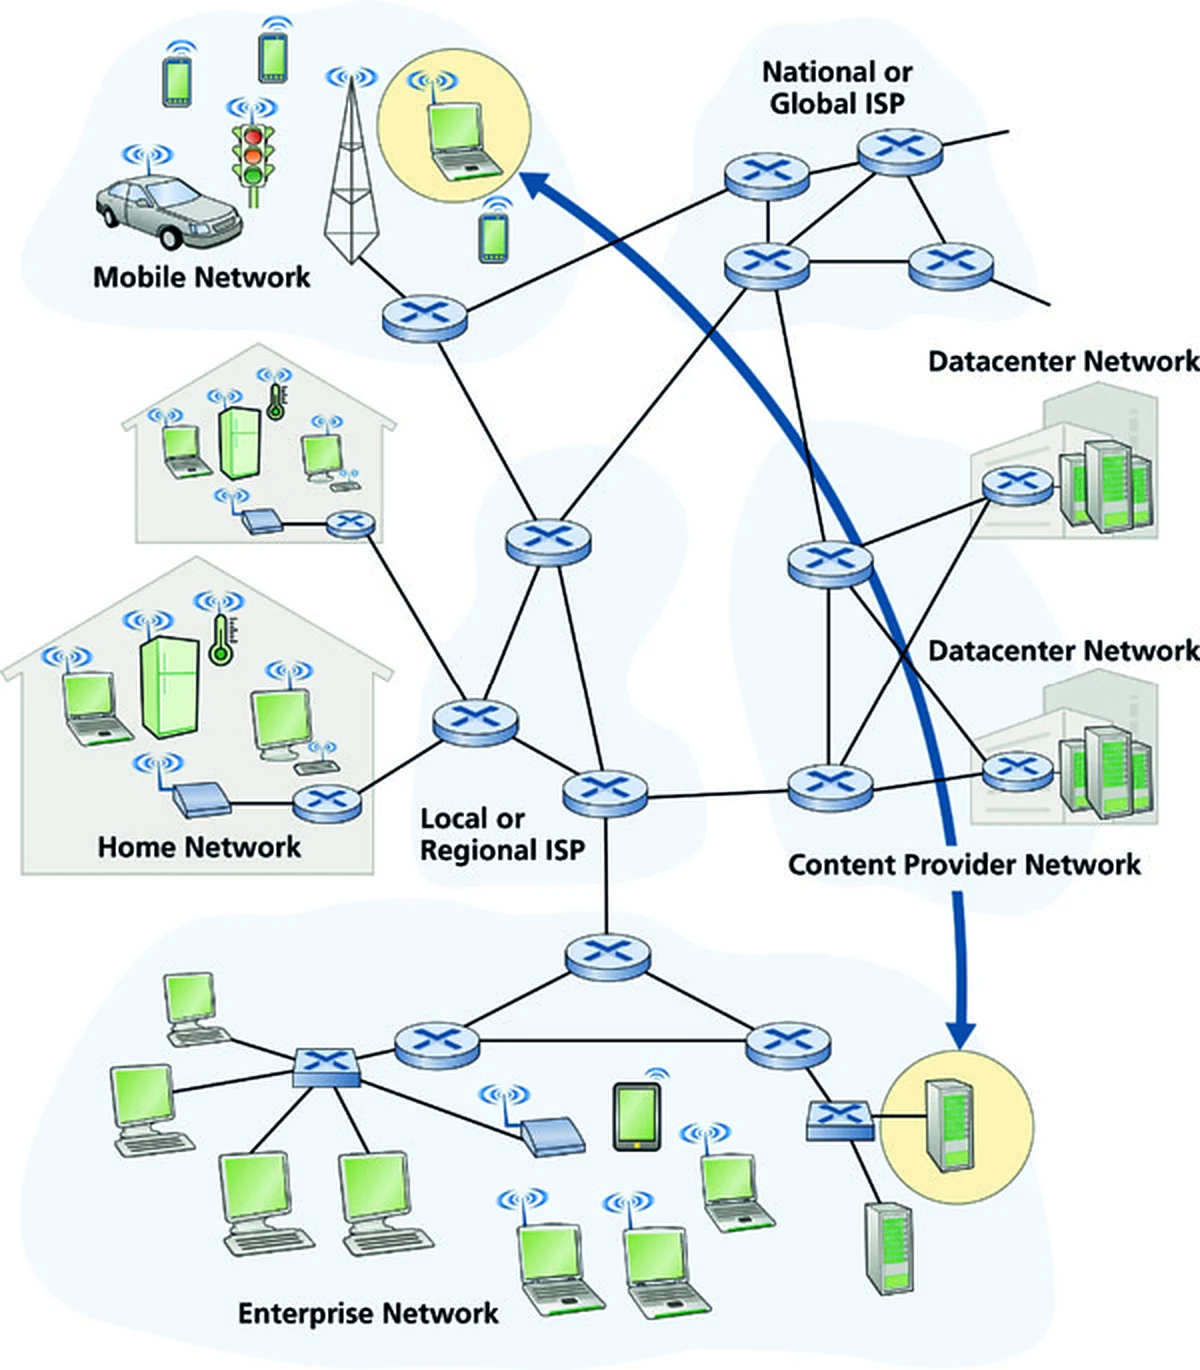 National or
Global ISP
Mobile Network
Datacenter Network
Datacenter Network
Home Network
Local or
Regional ISP
Content Provider Network
Enterprise Network